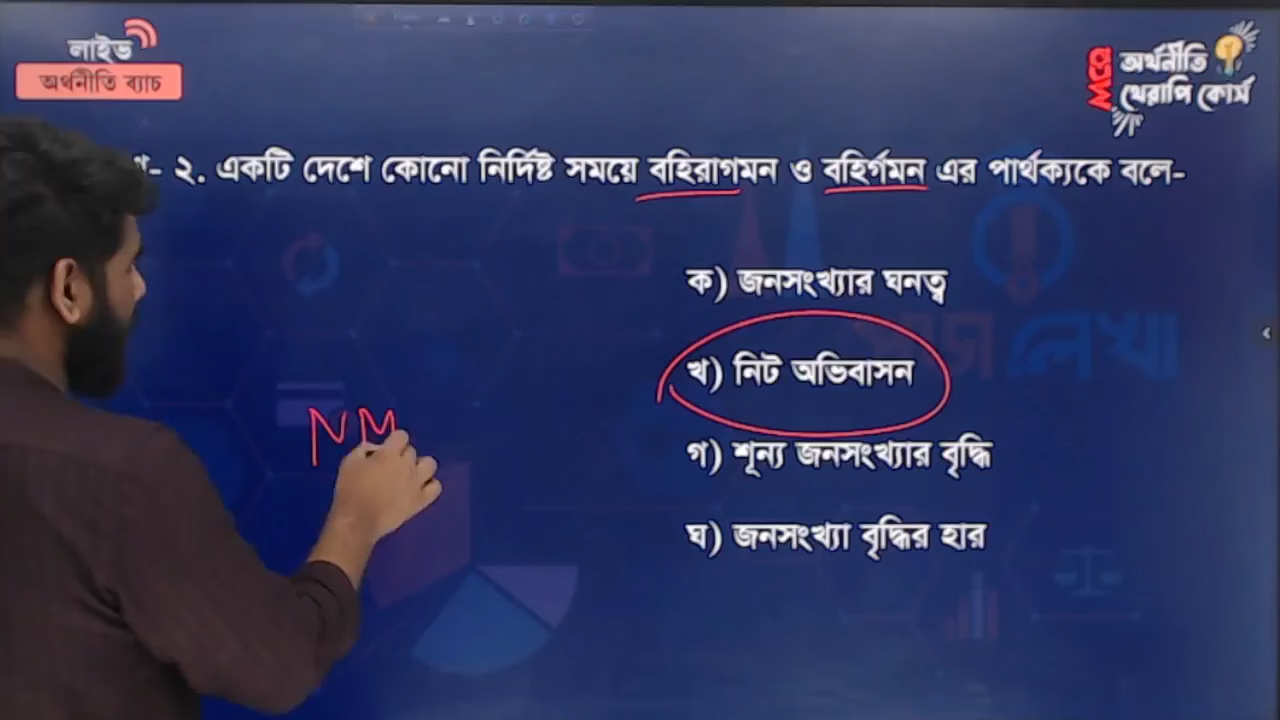 লাইভ
অর্থনীতি ব্যাচ
MCQ
অর্থনীতি
থেরাপি কোর্স
২. একটি দেশে কোনো নির্দিষ্ট সময়ে বহিরাগমন ও বহির্গমন এর পার্থক্যকে বলে-
ক) জনসংখ্যার ঘনত্ব
খ) নিট অভিবাসন
গ) শূন্য জনসংখ্যার বৃদ্ধি
ঘ) জনসংখ্যা বৃদ্ধির হার
NM